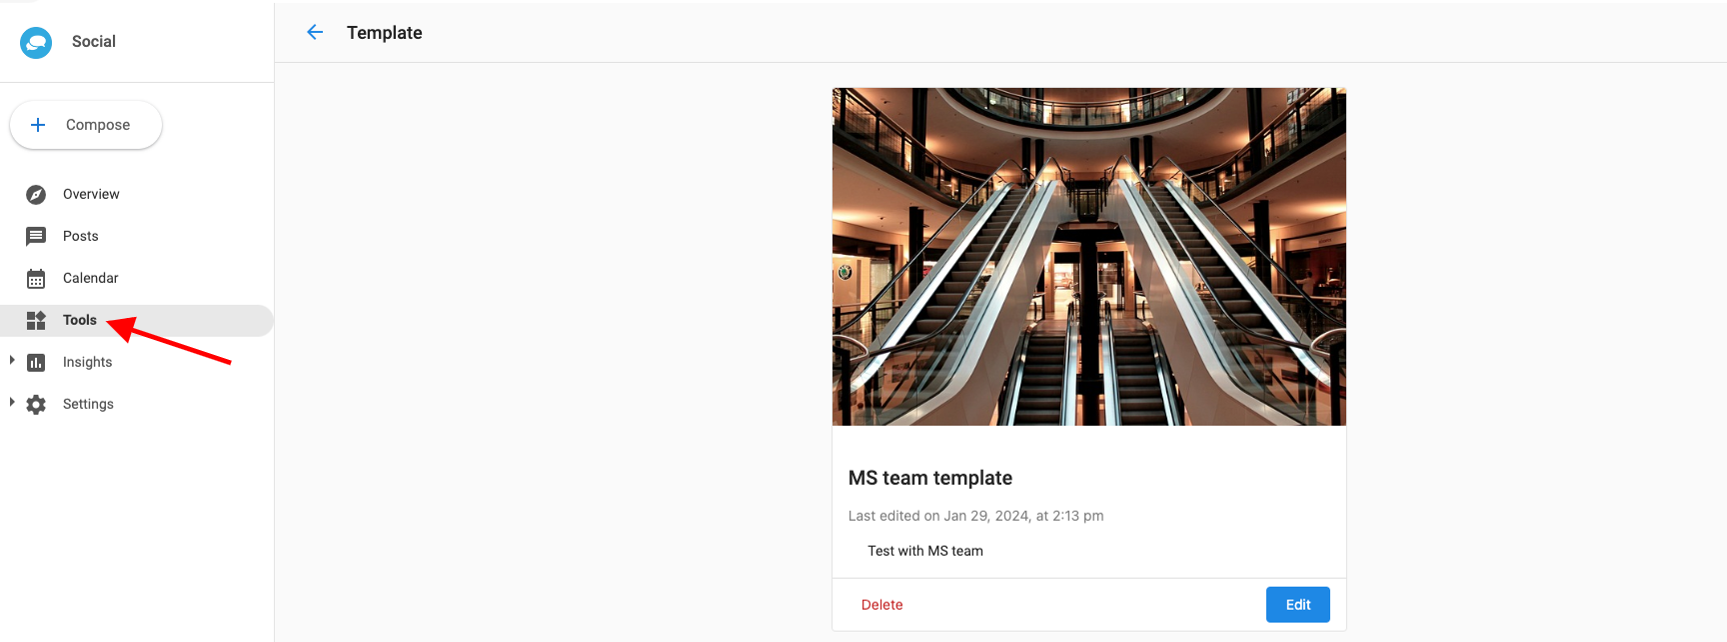 Social
Compose
Overview
Posts
Calendar
Tools
Insights
Settings
Template
MS team template
Last edited on Jan 29, 2024, at 2:13 pm
Test with MS team
Delete
Edit